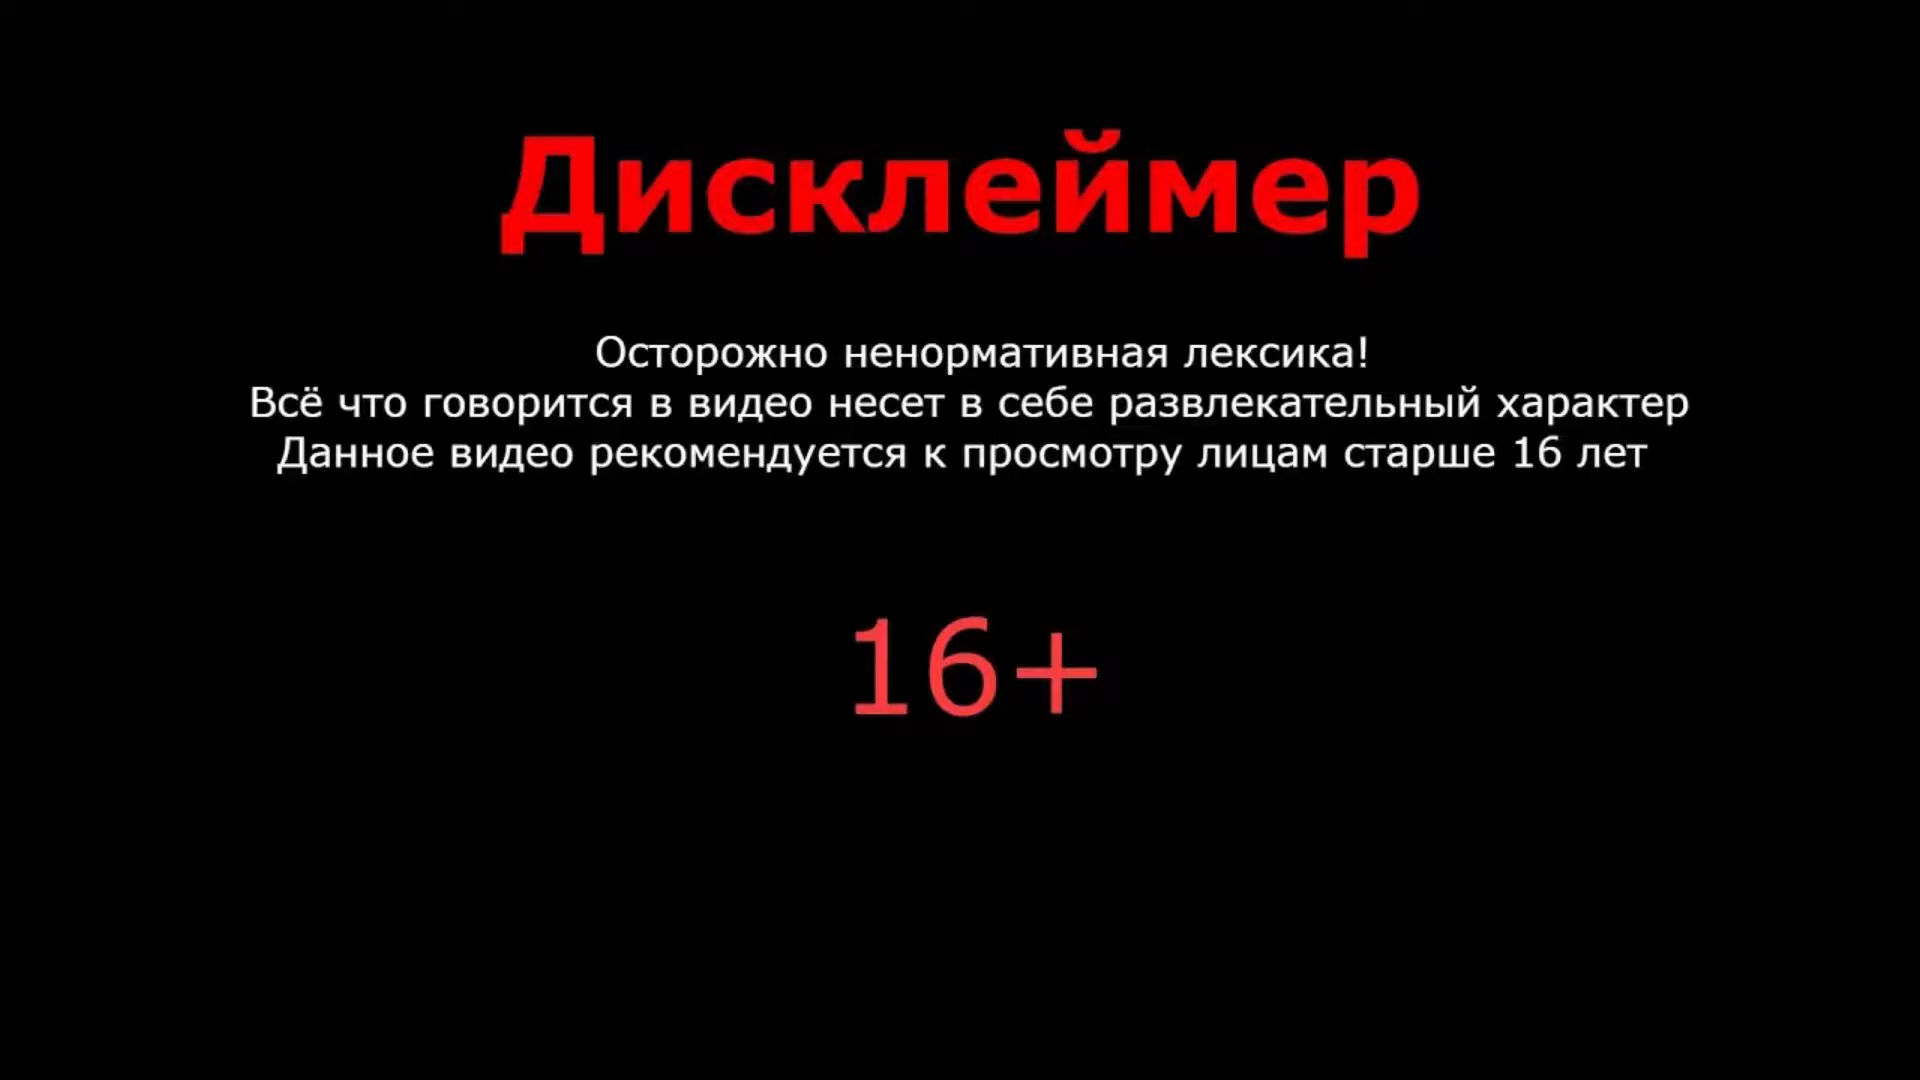 Дисклеймер
Осторожно ненормативная лексика!
Всё что говорится в видео несет в себе развлекательный характер
Данное видео рекомендуется к просмотру лицам старше 16 лет
16+